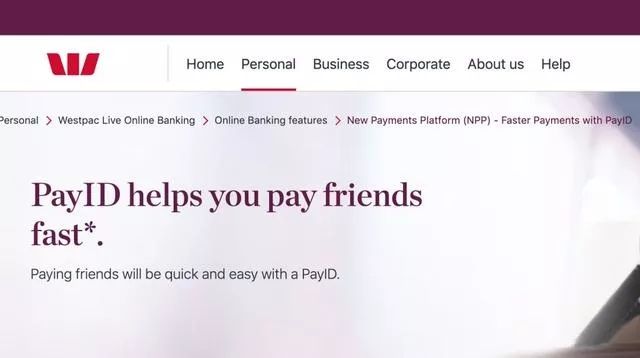 Home Personal Business Corporate About us Help
Personal > Westpac Live Online Banking > Online Banking features > New Payments Platform (NPP) - Faster Payments with PayID
PayID helps you pay friends
fast*.
Paying friends will be quick and easy with a PayID.